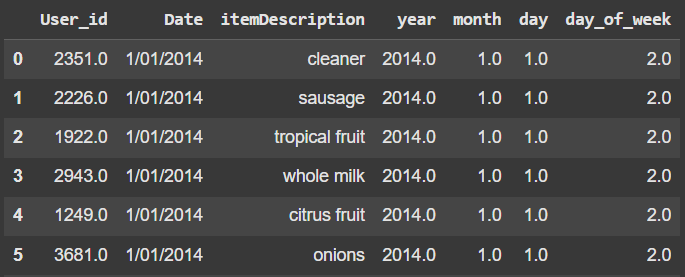 User_id Date itemDescription year month day day_of_week
0 2351.0 1/01/2014 cleaner 2014.0 1.0 1.0 2.0
1 2226.0 1/01/2014 sausage 2014.0 1.0 1.0 2.0
2 1922.0 1/01/2014 tropical fruit 2014.0 1.0 1.0 2.0
3 2943.0 1/01/2014 whole milk 2014.0 1.0 1.0 2.0
4 1249.0 1/01/2014 citrus fruit 2014.0 1.0 1.0 2.0
5 3681.0 1/01/2014 onions 2014.0 1.0 1.0 2.0